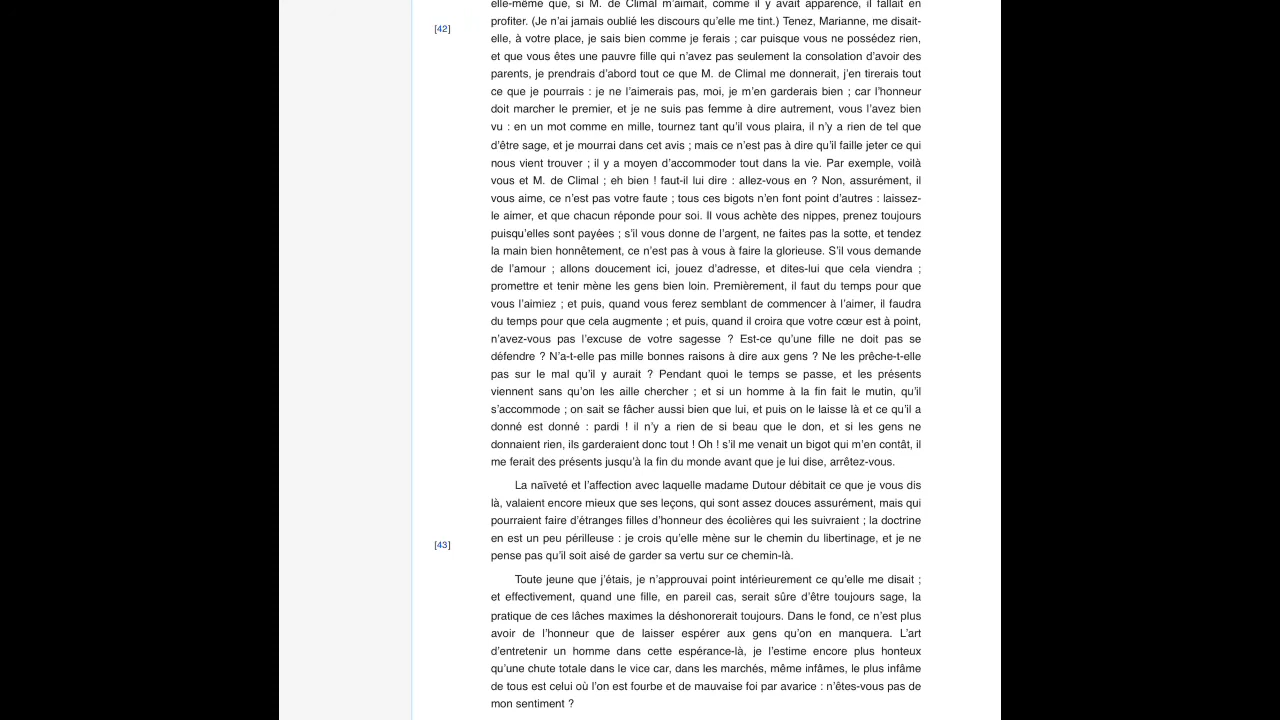 elle-même que, si M. de Climal m’aimait, comme il y avait apparence, il fallait en
[42]
profiter. (Je n’ai jamais oublié les discours qu’elle me tint.) Tenez, Marianne, me disait-
elle, à votre place, je sais bien comme je ferais ; car puisque vous ne possédez rien,
et que vous êtes une pauvre fille qui n’avez pas seulement la consolation d’avoir des
parents, je prendrais d’abord tout ce que M. de Climal me donnerait, j’en tirerais tout
ce que je pourrais : je ne l’aimerais pas, moi, je m’en garderais bien ; car l’honneur
doit marcher le premier, et je ne suis pas femme à dire autrement, vous l’avez bien
vu : en un mot comme en mille, tournez tant qu’il vous plaira, il n’y a rien de tel que
d’être sage, et je mourrai dans cet avis ; mais ce n’est pas à dire qu’il faille jeter ce qui
nous vient trouver ; il y a moyen d’accommoder tout dans la vie. Par exemple, voilà
vous et M. de Climal ; eh bien ! faut-il lui dire : allez-vous en ? Non, assurément, il
vous aime, ce n’est pas votre faute ; tous ces bigots n’en font point d’autres : laissez-
le aimer, et que chacun réponde pour soi. Il vous achète des nippes, prenez toujours
puisqu’elles sont payées ; s’il vous donne de l’argent, ne faites pas la sotte, et tendez
la main bien honnêtement, ce n’est pas à vous à faire la glorieuse. S’il vous demande
de l’amour ; allons doucement ici, jouez d’adresse, et dites-lui que cela viendra ;
promettre et tenir mène les gens bien loin. Premièrement, il faut du temps pour que
vous l’aimiez ; et puis, quand vous ferez semblant de commencer à l’aimer, il faudra
du temps pour que cela augmente ; et puis, quand il croira que votre cœur est à point,
n’avez-vous pas l’excuse de votre sagesse ? Est-ce qu’une fille ne doit pas se
défendre ? N’a-t-elle pas mille bonnes raisons à dire aux gens ? Ne les prêche-t-elle
pas sur le mal qu’il y aurait ? Pendant quoi le temps se passe, et les présents
viennent sans qu’on les aille chercher ; et si un homme à la fin fait le mutin, qu’il
s’accommode ; on sait se fâcher aussi bien que lui, et puis on le laisse là et ce qu’il a
donné est donné : pardi ! il n’y a rien de si beau que le don, et si les gens ne
donnaient rien, ils garderaient donc tout ! Oh ! s’il me venait un bigot qui m’en contât, il
me ferait des présents jusqu’à la fin du monde avant que je lui dise, arrêtez-vous.
La naïveté et l’affection avec laquelle madame Dutour débitait ce que je vous dis
là, valaient encore mieux que ses leçons, qui sont assez douces assurément, mais qui
pourraient faire d’étranges filles d’honneur des écolières qui les suivraient ; la doctrine
en est un peu périlleuse : je crois qu’elle mène sur le chemin du libertinage, et je ne
[43]
pense pas qu’il soit aisé de garder sa vertu sur ce chemin-là.
Toute jeune que j’étais, je n’approuvai point intérieurement ce qu’elle me disait ;
et effectivement, quand une fille, en pareil cas, serait sûre d’être toujours sage, la
pratique de ces lâches maximes la déshonorerait toujours. Dans le fond, ce n’est plus
avoir de l’honneur que de laisser espérer aux gens qu’on en manquera. L’art
d’entretenir un homme dans cette espérance-là, je l’estime encore plus honteux
qu’une chute totale dans le vice car, dans les marchés, même infâmes, le plus infâme
de tous est celui où l’on est fourbe et de mauvaise foi par avarice : n’êtes-vous pas de
mon sentiment ?